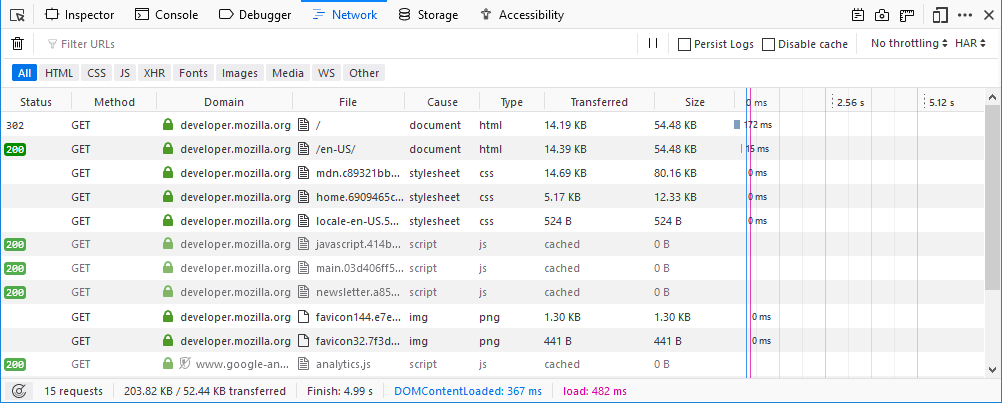 Inspector Console Debugger Network Storage Accessibility
Filter URLs Persist Logs Disable cache No throttling HAR
All HTML CSS JS XHR Fonts Images Media WS Other
Status Method Domain File Cause Type Transferred Size 0 ms 2.56 s 5.12 s
302 GET developer.mozilla.org / document html 14.19 KB 54.48 KB 172 ms
200 GET developer.mozilla.org /en-US/ document html 14.39 KB 54.48 KB 15 ms
GET developer.mozilla.org mdn.c89321bb... stylesheet css 14.69 KB 80.16 KB 0 ms
GET developer.mozilla.org home.6909465c... stylesheet css 5.17 KB 12.33 KB 0 ms
GET developer.mozilla.org locale-en-US.5... stylesheet css 524 B 524 B 0 ms
200 GET developer.mozilla.org javascript.414b... script js cached 0 B
200 GET developer.mozilla.org main.03d406ff5... script js cached 0 B
200 GET developer.mozilla.org newsletter.a85... script js cached 0 B
GET developer.mozilla.org favicon144.e7e... img png 1.30 KB 1.30 KB 0 ms
GET developer.mozilla.org favicon32.7f3d... img png 441 B 441 B 0 ms
200 GET www.google-an... analytics.js script js cached 0 B
15 requests 203.82 KB / 52.44 KB transferred Finish: 4.99 s DOMContentLoaded: 367 ms load: 482 ms